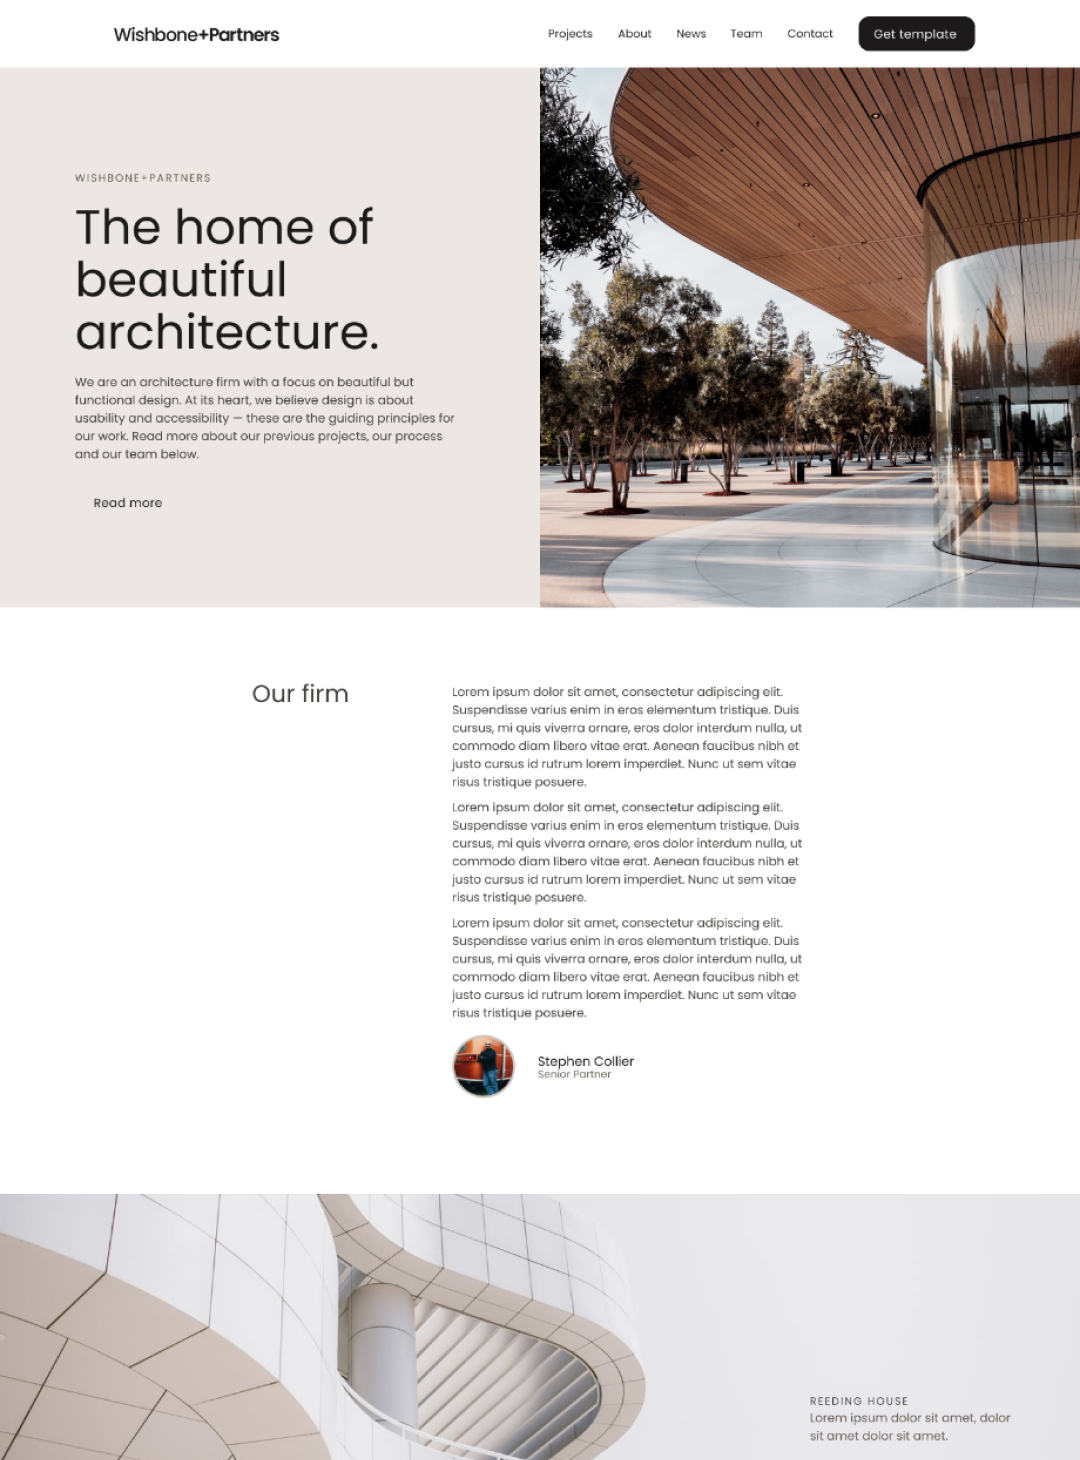 Wishbone+Partners
Projects
About
News
Team
Contact
Get template
WISHBONE+PARTNERS
The home of
beautiful
architecture.
We are an architecture firm with a focus on beautiful but
functional design. At its heart, we believe design is about
usability and accessibility — these are the guiding principles for
our work. Read more about our previous projects, our process
and our team below.
Read more
Our firm
Lorem ipsum dolor sit amet, consectetur adipiscing elit.
Suspendisse varius enim in eros elementum tristique. Duis
cursus, mi quis viverra ornare, eros dolor interdum nulla, ut
commodo diam libero vitae erat. Aenean faucibus nibh et
justo cursus id rutrum lorem imperdiet. Nunc ut sem vitae
risus tristique posuere.
Lorem ipsum dolor sit amet, consectetur adipiscing elit.
Suspendisse varius enim in eros elementum tristique. Duis
cursus, mi quis viverra ornare, eros dolor interdum nulla, ut
commodo diam libero vitae erat. Aenean faucibus nibh et
justo cursus id rutrum lorem imperdiet. Nunc ut sem vitae
risus tristique posuere.
Lorem ipsum dolor sit amet, consectetur adipiscing elit.
Suspendisse varius enim in eros elementum tristique. Duis
cursus, mi quis viverra ornare, eros dolor interdum nulla, ut
commodo diam libero vitae erat. Aenean faucibus nibh et
justo cursus id rutrum lorem imperdiet. Nunc ut sem vitae
risus tristique posuere.
Stephen Collier
Senior Partner
REEDING HOUSE
Lorem ipsum dolor sit amet, dolor
sit amet dolor sit amet.